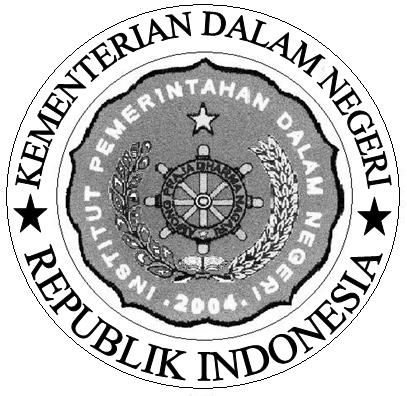 KEMENTERIAN DALAM NEGERI
REPUBLIK INDONESIA
INSTITUT PEMERINTAHAN DALAM NEGERI
2004